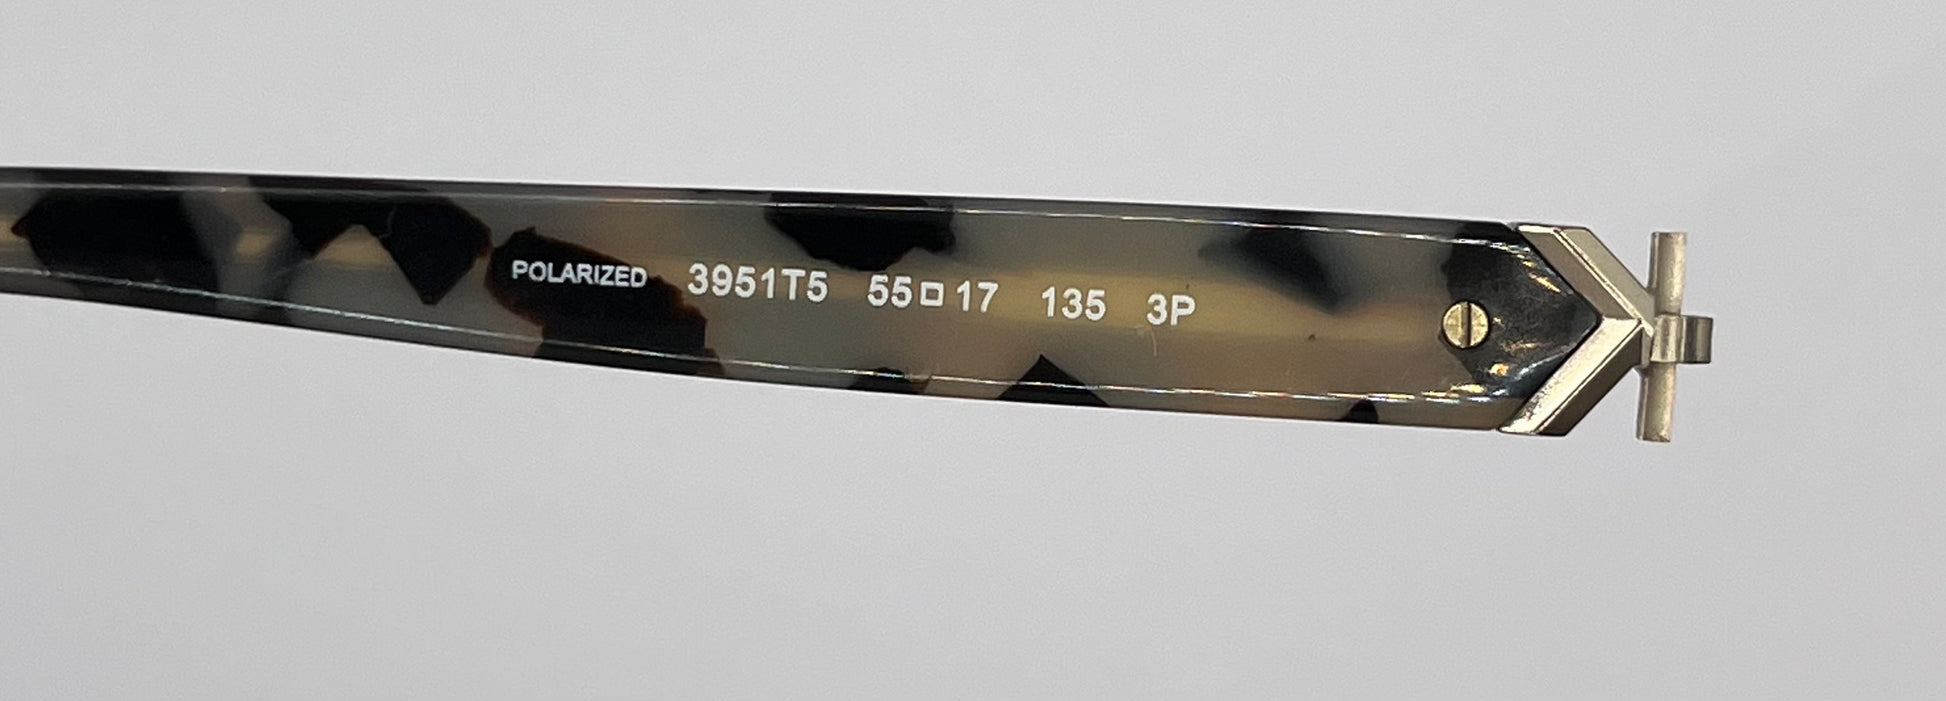 POLARIZED 3951T5 55□17 135 3P